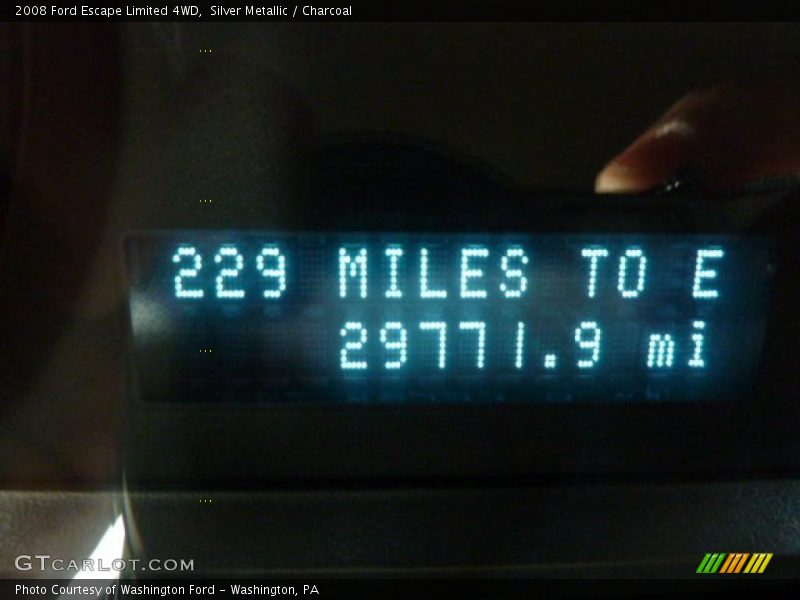 2008 Ford Escape Limited 4WD, Silver Metallic / Charcoal
229 MILES TO E
29771.9 mi
GTCARLOT.COM
Photo Courtesy of Washington Ford - Washington, PA